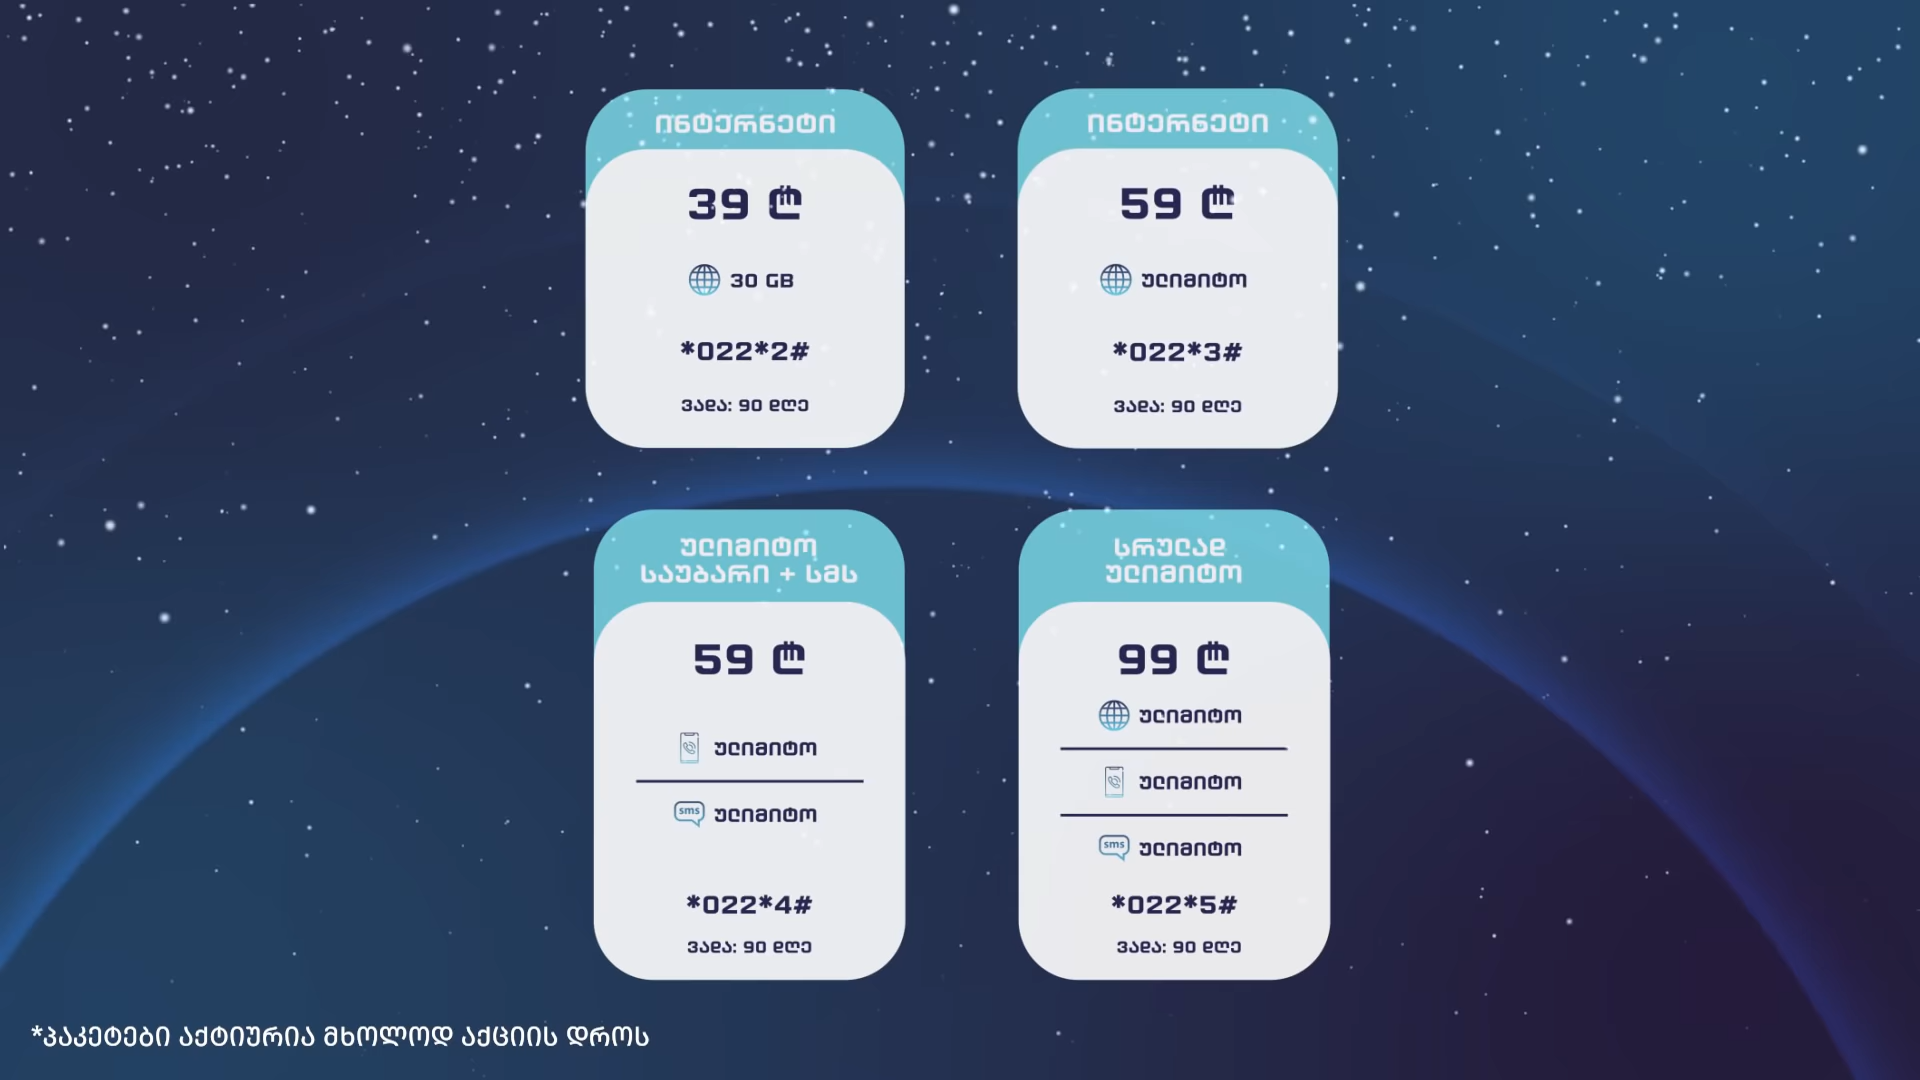 ინტერნეტი
39 ₾
30 GB
*022*2#
ვადა: 90 დღე
ინტერნეტი
59 ₾
ულიმიტო
*022*3#
ვადა: 90 დღე
ულიმიტო
საუბარი + სმს
59 ₾
ულიმიტო
sms ულიმიტო
*022*4#
ვადა: 90 დღე
სრულად
ულიმიტო
99 ₾
ულიმიტო
ულიმიტო
sms ულიმიტო
*022*5#
ვადა: 90 დღე
*პაკეტები აქტიურია მხოლოდ აქციის დროს